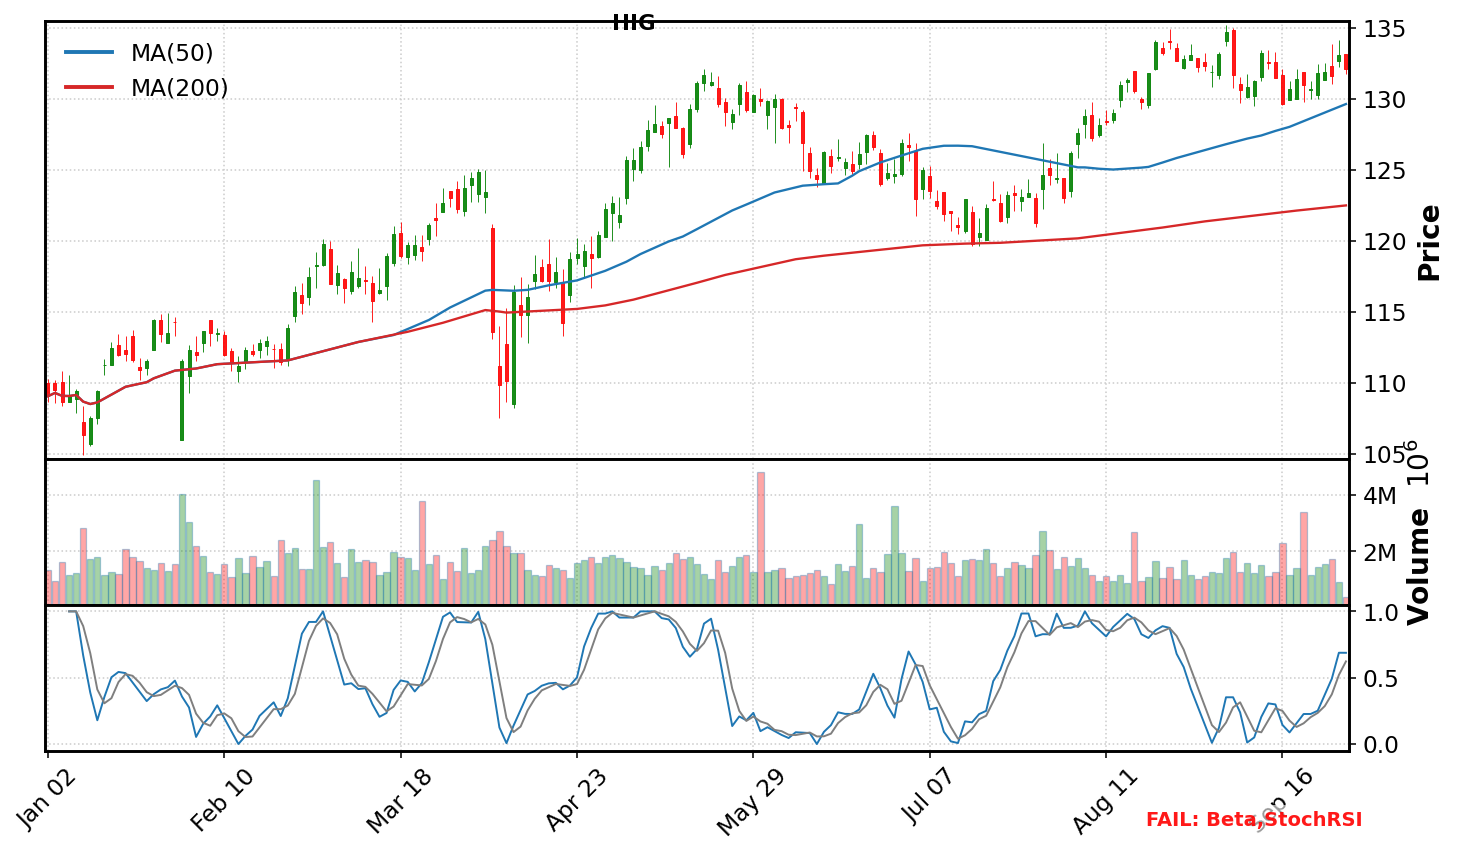 HIG
MA(50)
MA(200)
135
130
125
120
115
110
105
Price
10⁶
4M
2M
Volume
1.0
0.5
0.0
Jan 02
Feb 10
Mar 18
Apr 23
May 29
Jul 07
Aug 11
Sep 16
FAIL: Beta,StochRSI